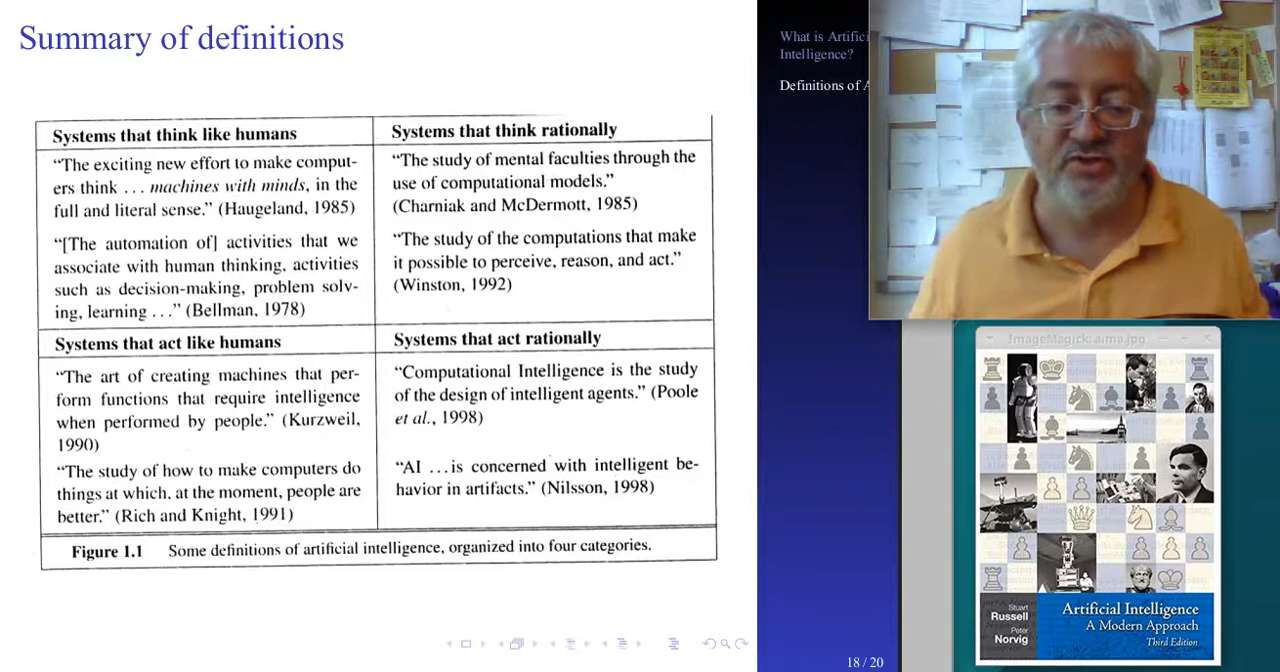 Summary of definitions
Systems that think like humans
“The exciting new effort to make comput-
ers think ... machines with minds, in the
full and literal sense.” (Haugeland, 1985)
“[The automation of] activities that we
associate with human thinking, activities
such as decision-making, problem solv-
ing, learning ...” (Bellman, 1978)
Systems that think rationally
“The study of mental faculties through the
use of computational models.”
(Charniak and McDermott, 1985)
“The study of the computations that make
it possible to perceive, reason, and act.”
(Winston, 1992)
Systems that act like humans
“The art of creating machines that per-
form functions that require intelligence
when performed by people.” (Kurzweil,
1990)
“The study of how to make computers do
things at which, at the moment, people are
better.” (Rich and Knight, 1991)
Systems that act rationally
“Computational Intelligence is the study
of the design of intelligent agents.” (Poole
et al., 1998)
“AI ...is concerned with intelligent be-
havior in artifacts.” (Nilsson, 1998)
Figure 1.1 Some definitions of artificial intelligence, organized into four categories.
What is Artifici
Intelligence?
Definitions of A
ImageMagick: aima.jpg
Stuart
Russell
Peter
Norvig
Artificial Intelligence
A Modern Approach
Third Edition
18 / 20